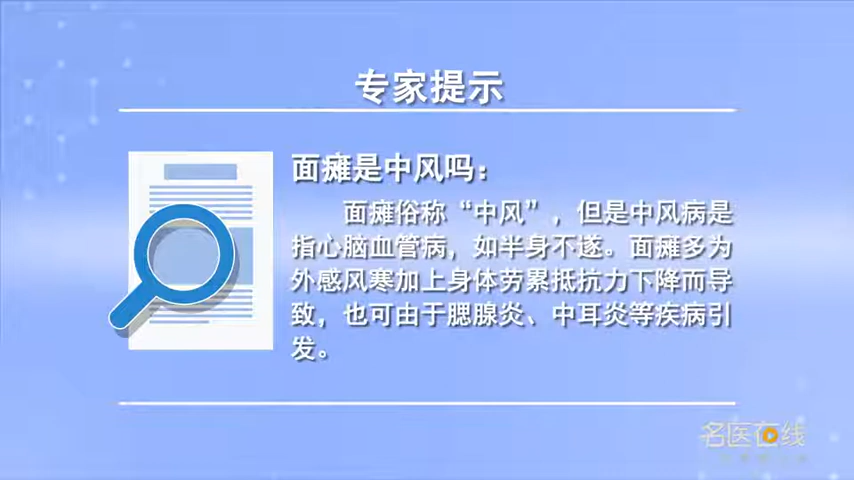 专家提示
面瘫是中风吗：
面瘫俗称“中风”，但是中风病是
指心脑血管病，如半身不遂。面瘫多为
外感风寒加上身体劳累抵抗力下降而导
致，也可由于腮腺炎、中耳炎等疾病引
发。
名医在线